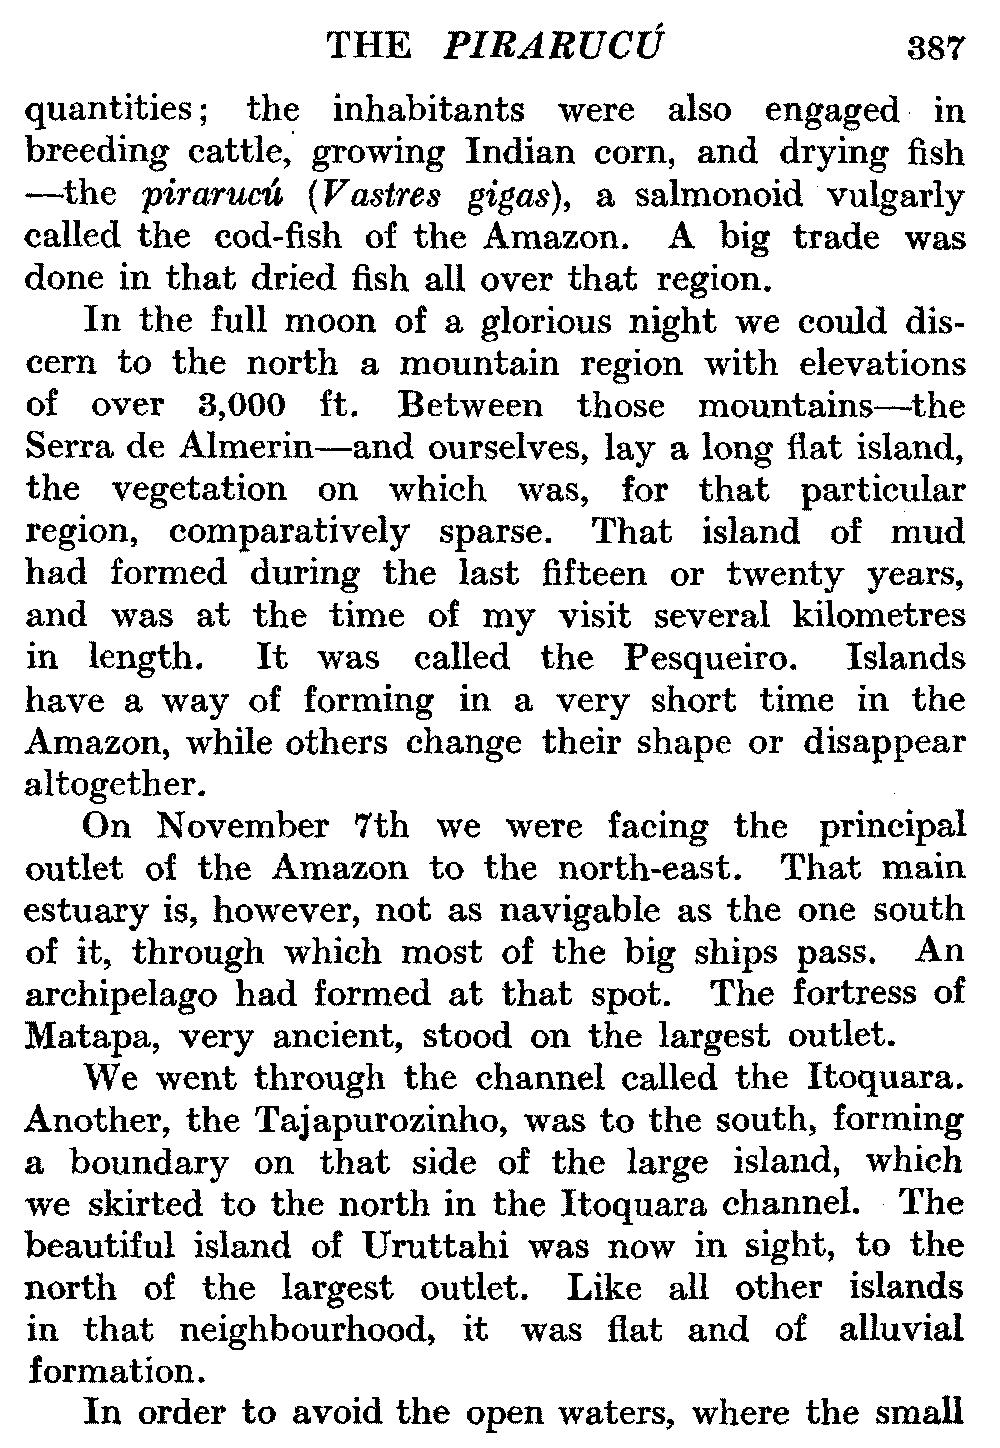 THE PIRARUCÚ 387
quantities; the inhabitants were also engaged in
breeding cattle, growing Indian corn, and drying fish
—the pirarucú (Vastres gigas), a salmonoid vulgarly
called the cod-fish of the Amazon. A big trade was
done in that dried fish all over that region.
In the full moon of a glorious night we could dis-
cern to the north a mountain region with elevations
of over 3,000 ft. Between those mountains—the
Serra de Almerin—and ourselves, lay a long flat island,
the vegetation on which was, for that particular
region, comparatively sparse. That island of mud
had formed during the last fifteen or twenty years,
and was at the time of my visit several kilometres
in length. It was called the Pesqueiro. Islands
have a way of forming in a very short time in the
Amazon, while others change their shape or disappear
altogether.
On November 7th we were facing the principal
outlet of the Amazon to the north-east. That main
estuary is, however, not as navigable as the one south
of it, through which most of the big ships pass. An
archipelago had formed at that spot. The fortress of
Matapa, very ancient, stood on the largest outlet.
We went through the channel called the Itoquara.
Another, the Tajapurozinho, was to the south, forming
a boundary on that side of the large island, which
we skirted to the north in the Itoquara channel. The
beautiful island of Uruttahi was now in sight, to the
north of the largest outlet. Like all other islands
in that neighbourhood, it was flat and of alluvial
formation.
In order to avoid the open waters, where the small